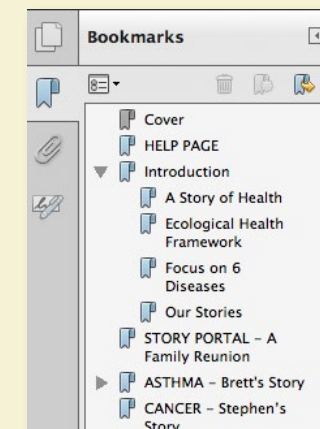 Bookmarks
Cover
HELP PAGE
Introduction
A Story of Health
Ecological Health
Framework
Focus on 6
Diseases
Our Stories
STORY PORTAL – A
Family Reunion
ASTHMA – Brett's Story
CANCER – Stephen's
Story